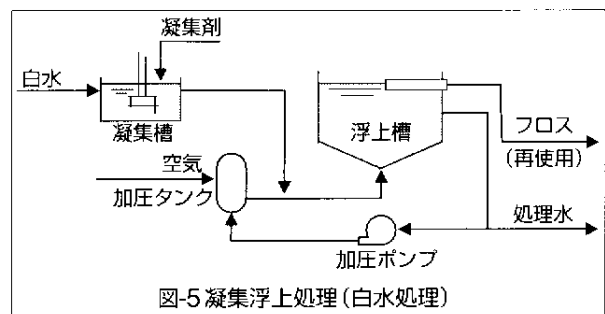 凝集剤
白水
凝集槽
浮上槽
フロス
(再使用)
空気
加圧タンク
処理水
加圧ポンプ
図-5 凝集浮上処理(白水処理)